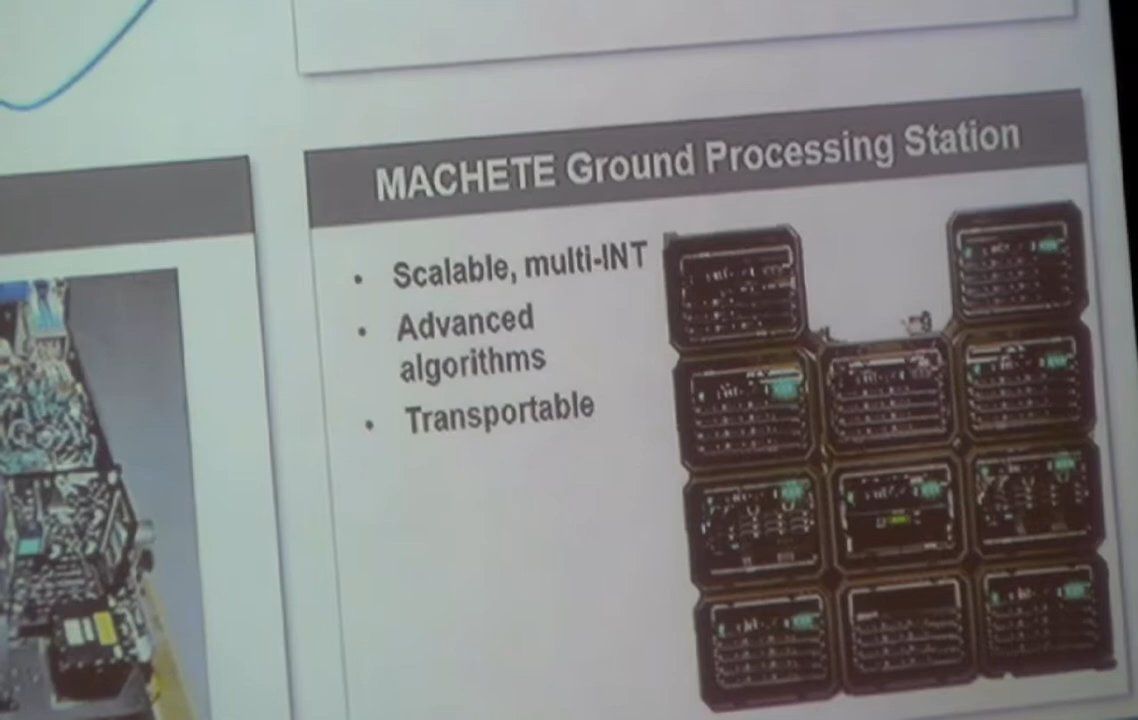 MACHETE Ground Processing Station
• Scalable, multi-INT
• Advanced
algorithms
• Transportable